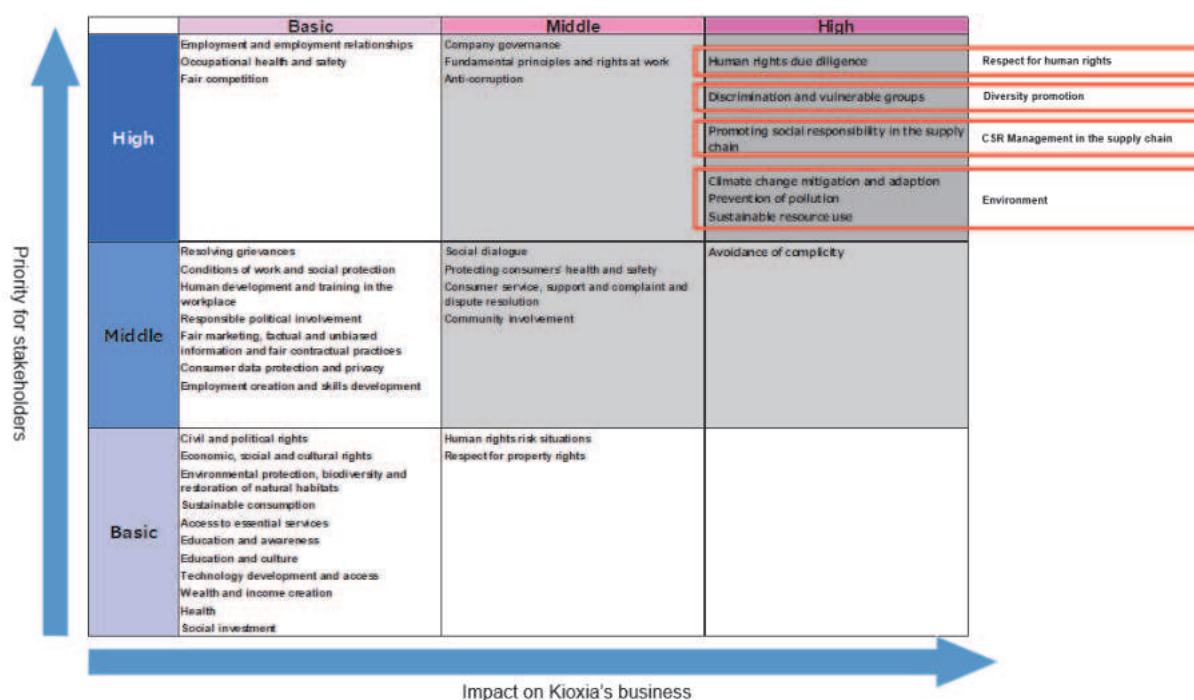 Basic
Middle
High
High
Employment and employment relationships
Occupational health and safety
Fair competition
Company governance
Fundamental principles and rights at work
Anti-corruption
Human rights due diligence
Respect for human rights
Discrimination and vulnerable groups
Diversity promotion
Promoting social responsibility in the supply
chain
CSR Management in the supply chain
Climate change mitigation and adaption
Prevention of pollution
Sustainable resource use
Environment
Priority for stakeholders
Middle
Resolving grievances
Conditions of work and social protection
Human development and training in the
workplace
Responsible political involvement
Fair marketing, factual and unbiased
information and fair contractual practices
Consumer data protection and privacy
Employment creation and skills development
Social dialogue
Protecting consumers' health and safety
Consumer service, support and complaint and
dispute resolution
Community involvement
Avoidance of complicity
Basic
Civil and political rights
Economic, social and cultural rights
Environmental protection, biodiversity and
restoration of natural habitats
Sustainable consumption
Access to essential services
Education and awareness
Education and culture
Technology development and access
Wealth and income creation
Health
Social investment
Human rights risk situations
Respect for property rights
Impact on Kioxia's business